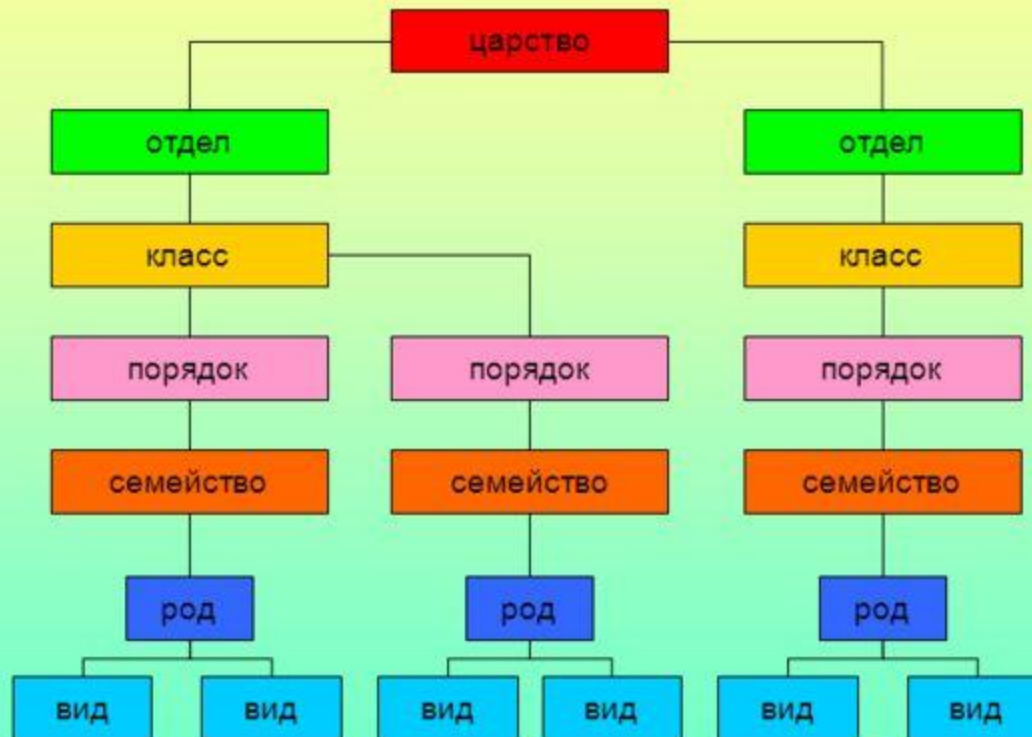 царство
отдел
отдел
класс
класс
порядок
порядок
порядок
семейство
семейство
семейство
род
род
род
вид
вид
вид
вид
вид
вид